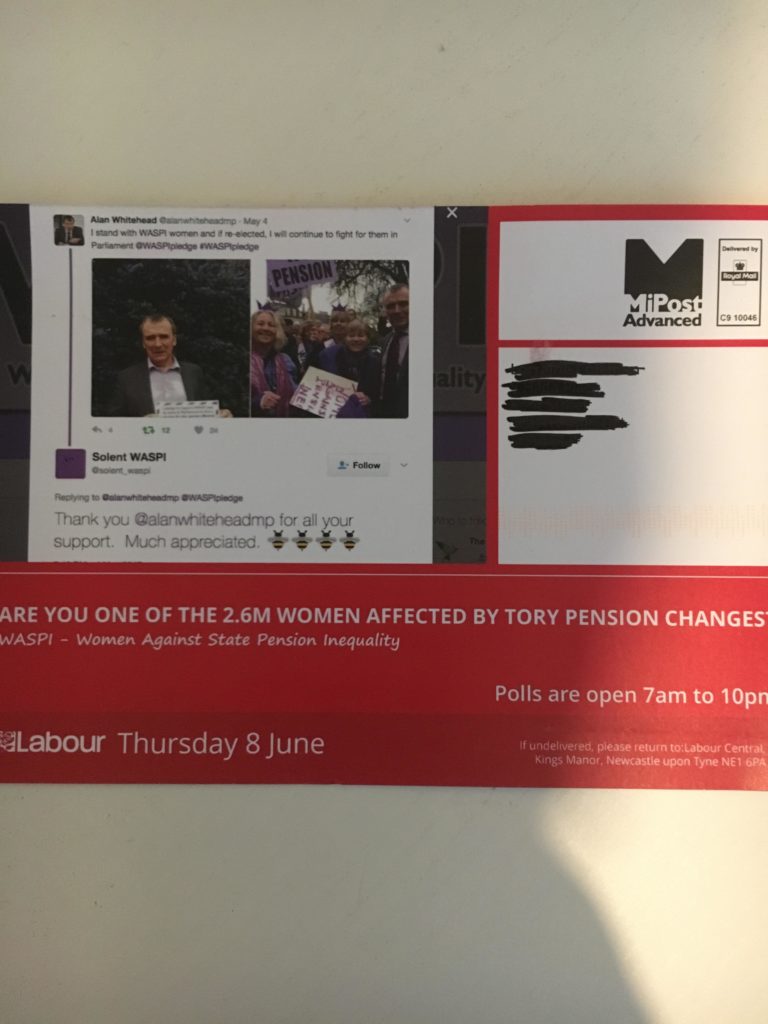 Alan Whitehead @alanwhiteheadmp · May 4
I stand with WASPI women and if re-elected, I will continue to fight for them in
Parliament @WASPIpledge #WASPIpledge
PENSION
4 12 26
Solent WASPI
@solent_waspi
Follow
Replying to @alanwhiteheadmp @WASPIpledge
Thank you @alanwhiteheadmp for all your
support. Much appreciated. 🐝🐝🐝🐝
ality
Who to
The
MiPost
Advanced
Delivered by
Royal Mail
C9 10046
ARE YOU ONE OF THE 2.6M WOMEN AFFECTED BY TORY PENSION CHANGES
WASPI - Women Against State Pension Inequality
Polls are open 7am to 10pm
Labour Thursday 8 June
If undelivered, please return to:Labour Central,
Kings Manor, Newcastle upon Tyne NE1 6PA